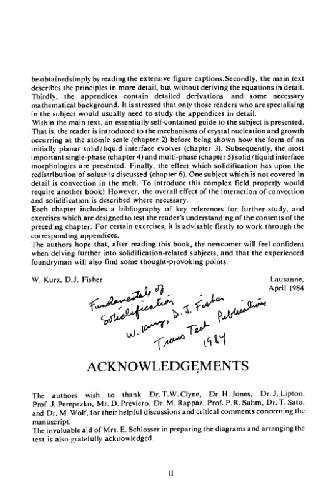 be obtained simply by reading the extensive figure captions. Secondly, the main text
describes the principles in more detail, but, without deriving the equations in detail.
Thirdly, the appendices contain detailed derivations and some necessary
mathematical background. It is stressed that only those readers who are specialising
in the subject would usually need to study the appendices in detail.
Within the main text, an essentially self-contained guide to the subject is presented.
That is, the reader is introduced to the mechanisms of crystal nucleation and growth
occurring at the atomic scale (chapter 2) before being shown how the form of an
initially planar solid/liquid interface evolves (chapter 3). Subsequently, the most
important single-phase (chapter 4) and multi-phase (chapter 5) solid/liquid interface
morphologies are presented. Finally, the effect which solidification has upon the
redistribution of solute is discussed (chapter 6). One subject which is not covered in
detail is convection in the melt. To introduce this complex field properly would
require another book! However, the overall effect of the interaction of convection
and solidification is described where necessary.
Each chapter includes a bibliography of key references for further study, and
exercises which are designed to test the reader's understanding of the contents of the
preceding chapter. For certain exercises, it is advisable firstly to work through the
corresponding appendices.
The authors hope that, after reading this book, the newcomer will feel confident
when delving further into solidification-related subjects, and that the experienced
foundryman will also find some thought-provoking points.
W. Kurz, D.J. Fisher Lausanne,
April 1984
Fundamentals of
Solidification
W. Kurz, D. J. Fisher
Trans Tech Publications
1984
ACKNOWLEDGEMENTS
The authors wish to thank Dr. T.W. Clyne, Dr. H. Jones, Dr. J. Lipton,
Prof. J. Perepezko, Mr. D. Previero, Dr. M. Rappaz, Prof. P.R. Sahm, Dr. T. Sato,
and Dr. M. Wolf, for their helpful discussions and critical comments concerning the
manuscript.
The invaluable aid of Mrs. E. Schlosser in preparing the diagrams and arranging the
text is also gratefully acknowledged.
II